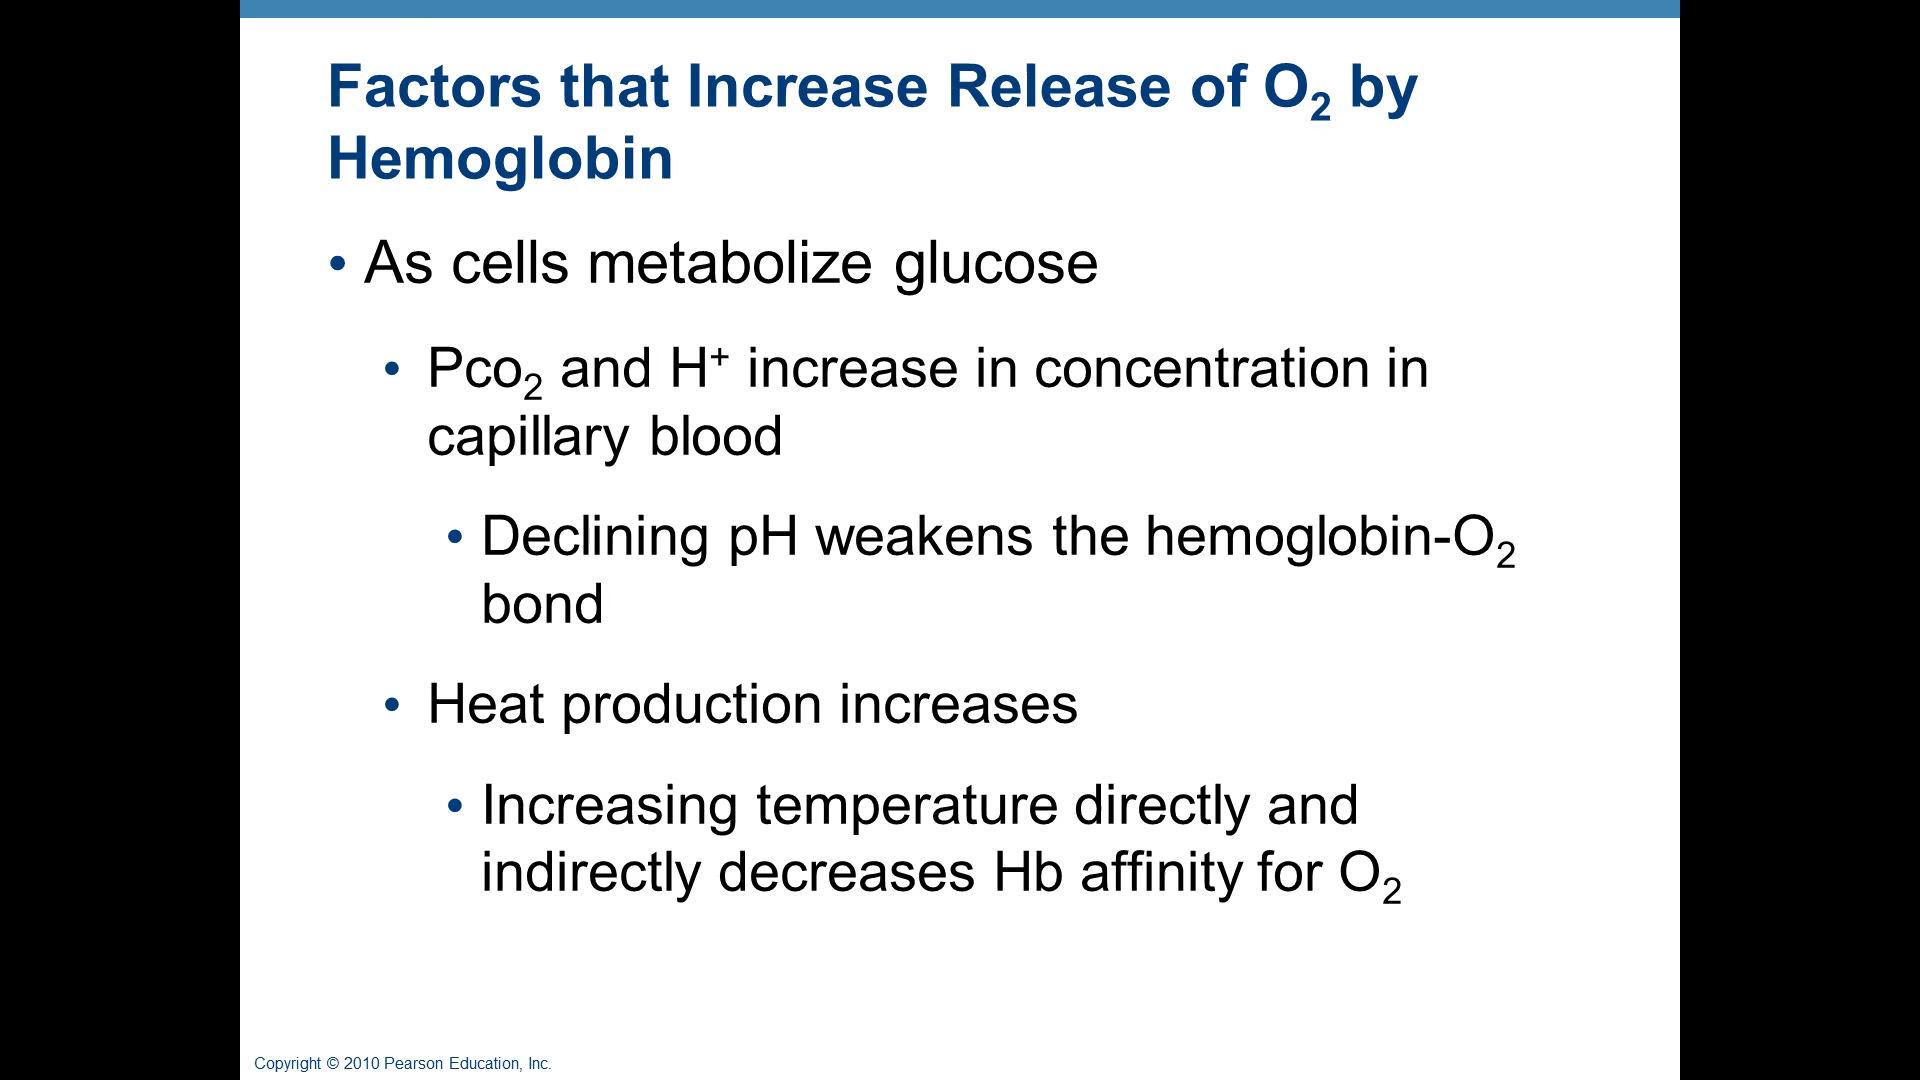 Factors that Increase Release of O₂ by
Hemoglobin
• As cells metabolize glucose
• Pco₂ and H⁺ increase in concentration in
capillary blood
• Declining pH weakens the hemoglobin-O₂
bond
• Heat production increases
• Increasing temperature directly and
indirectly decreases Hb affinity for O₂
Copyright © 2010 Pearson Education, Inc.